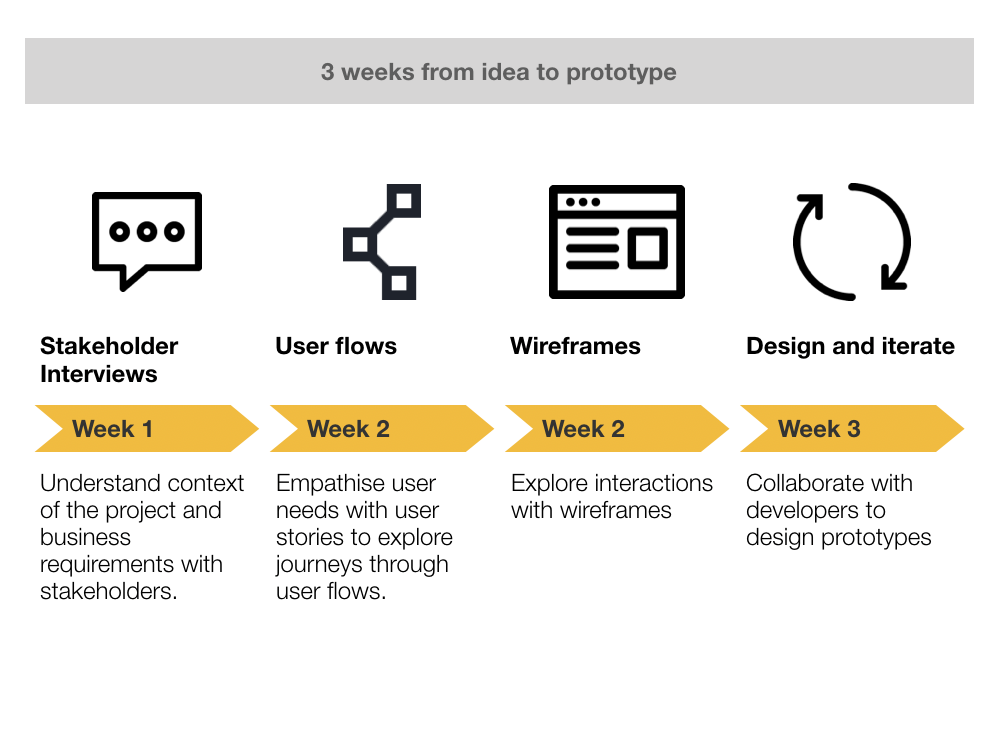 3 weeks from idea to prototype
Stakeholder
Interviews
User flows
Wireframes
Design and iterate
Week 1
Week 2
Week 2
Week 3
Understand context
of the project and
business
requirements with
stakeholders.
Empathise user
needs with user
stories to explore
journeys through
user flows.
Explore interactions
with wireframes
Collaborate with
developers to
design prototypes